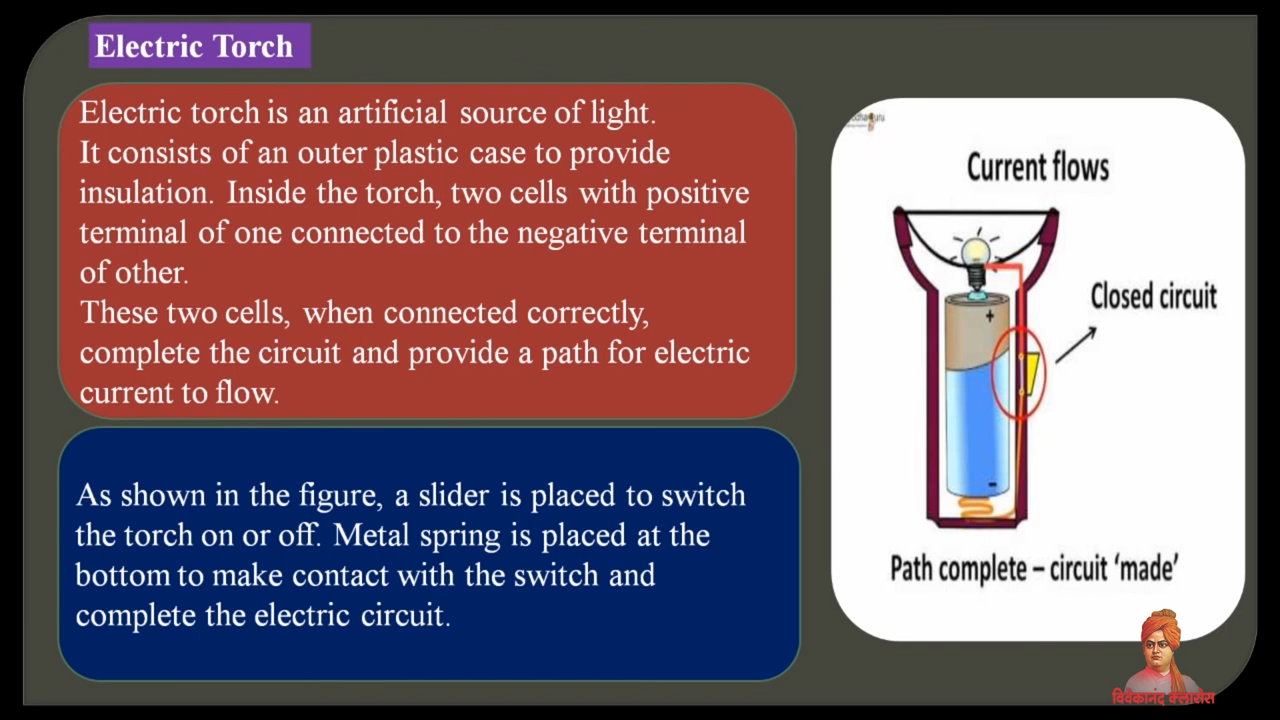 Electric Torch
Electric torch is an artificial source of light.
It consists of an outer plastic case to provide
insulation. Inside the torch, two cells with positive
terminal of one connected to the negative terminal
of other.
These two cells, when connected correctly,
complete the circuit and provide a path for electric
current to flow.
As shown in the figure, a slider is placed to switch
the torch on or off. Metal spring is placed at the
bottom to make contact with the switch and
complete the electric circuit.
Current flows
Closed circuit
+
-
Path complete – circuit ‘made’
विवेकानंद क्लासेस